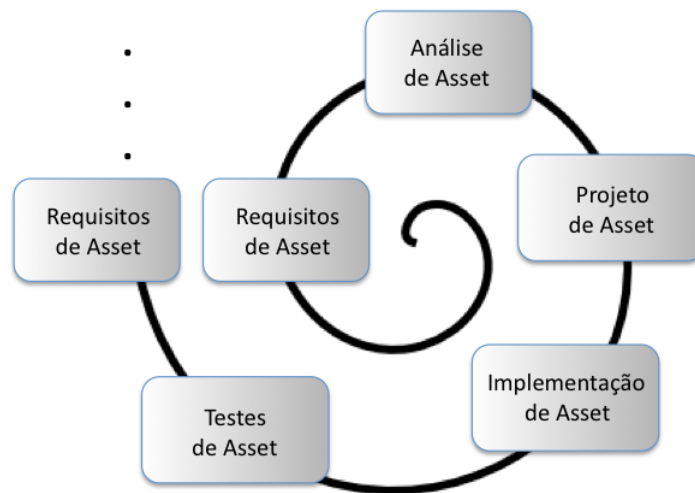 Análise
de Asset
Requisitos
de Asset
Requisitos
de Asset
Projeto
de Asset
Implementação
de Asset
Testes
de Asset